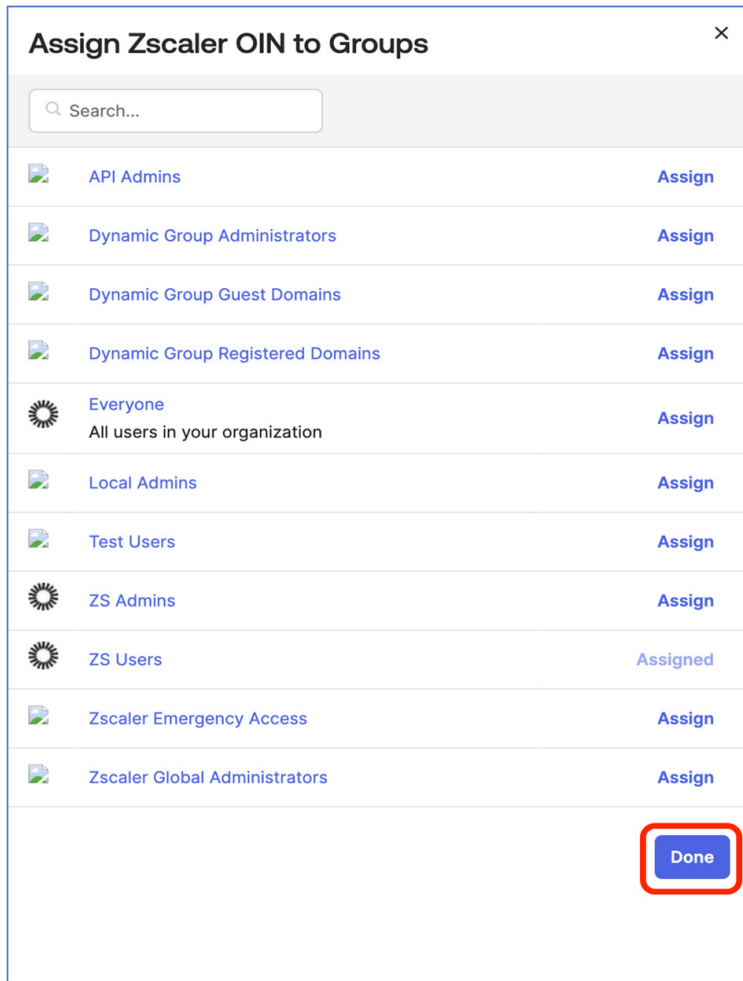 Assign Zscaler OIN to Groups
Search...
API Admins Assign
Dynamic Group Administrators Assign
Dynamic Group Guest Domains Assign
Dynamic Group Registered Domains Assign
Everyone
All users in your organization Assign
Local Admins Assign
Test Users Assign
ZS Admins Assign
ZS Users Assigned
Zscaler Emergency Access Assign
Zscaler Global Administrators Assign
Done